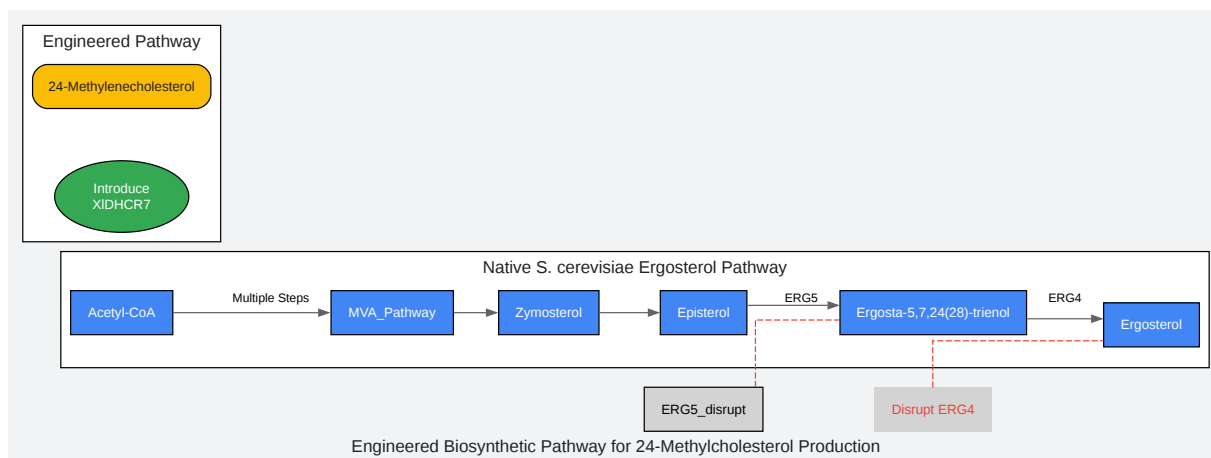 Engineered Pathway
24-Methylenecholesterol
Introduce
XlDHCR7
Native S. cerevisiae Ergosterol Pathway
Acetyl-CoA
Multiple Steps
MVA_Pathway
Zymosterol
Episterol
ERG5
Ergosta-5,7,24(28)-trienol
ERG4
Ergosterol
ERG5_disrupt
Disrupt ERG4
Engineered Biosynthetic Pathway for 24-Methylcholesterol Production